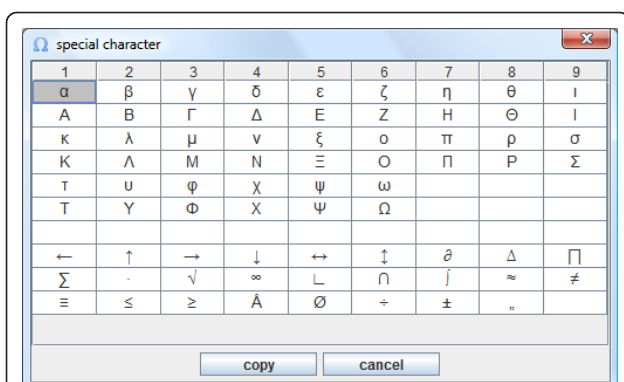 Ω special character
1 2 3 4 5 6 7 8 9
α β γ δ ε ζ η θ ι
Α Β Γ Δ Ε Ζ Η Θ Ι
κ λ μ ν ξ ο π ρ σ
Κ Λ Μ Ν Ξ Ο Π Ρ Σ
τ υ φ χ ψ ω
Τ Υ Φ Χ Ψ Ω
← ↑ → ↓ ↔ ↕ ∂ Δ ∏
∑ · √ ∞ ∟ ∩ ∫ ≈ ≠
≡ ≤ ≥ Â Ø ÷ ± „
copy cancel